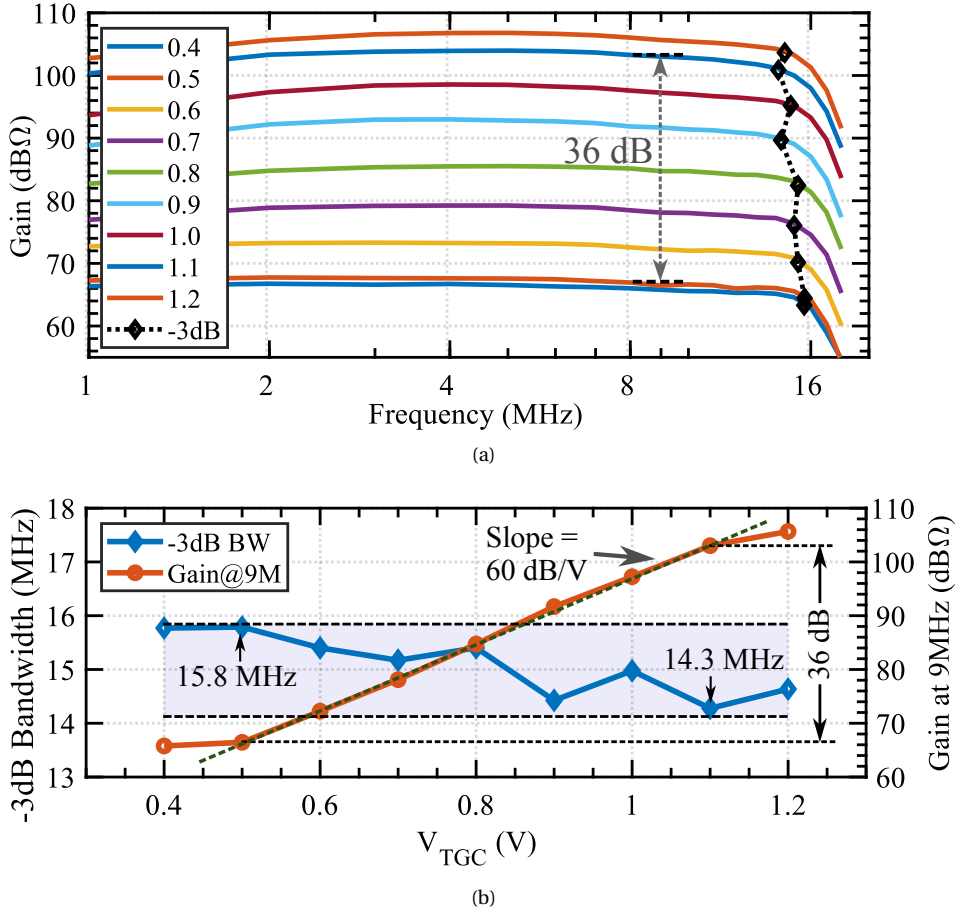 0.4
0.5
0.6
0.7
0.8
0.9
1.0
1.1
1.2
-3dB
36 dB
Gain (dBΩ)
110
100
90
80
70
60
1 2 4 8 16
Frequency (MHz)
(a)
-3dB BW
Gain@9M
Slope =
60 dB/V
15.8 MHz
14.3 MHz
36 dB
-3dB Bandwidth (MHz)
18
17
16
15
14
13
Gain at 9MHz (dBΩ)
110
100
90
80
70
60
0.4 0.6 0.8 1 1.2
V_TGC (V)
(b)